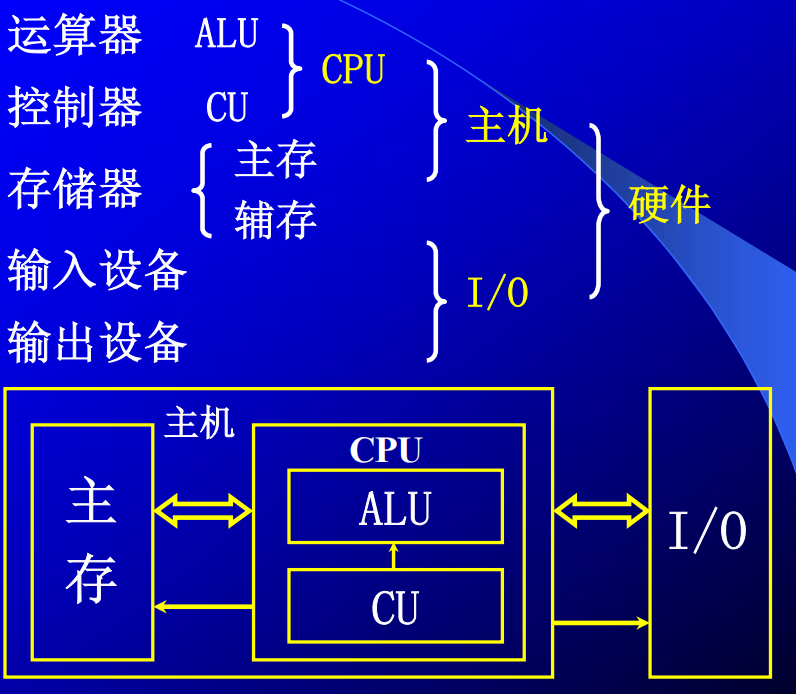 运算器 ALU
CPU
控制器 CU
主机
存储器
主存
辅存
硬件
输入设备
I/O
输出设备
主机
CPU
主存
ALU
CU
I/O